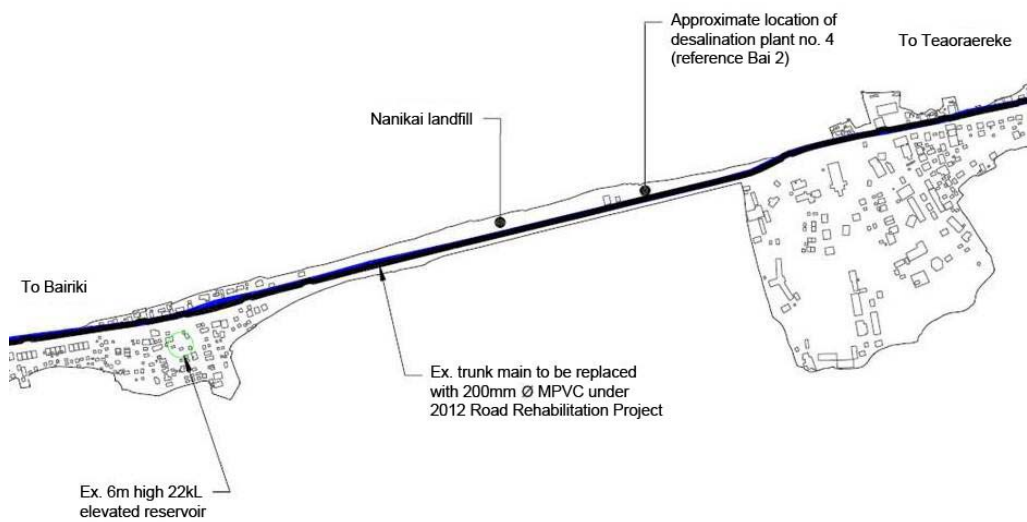 Approximate location of
desalination plant no. 4
(reference Bai 2)
To Teaoraereke
Nanikai landfill
To Bairiki
Ex. trunk main to be replaced
with 200mm Ø MPVC under
2012 Road Rehabilitation Project
Ex. 6m high 22kL
elevated reservoir